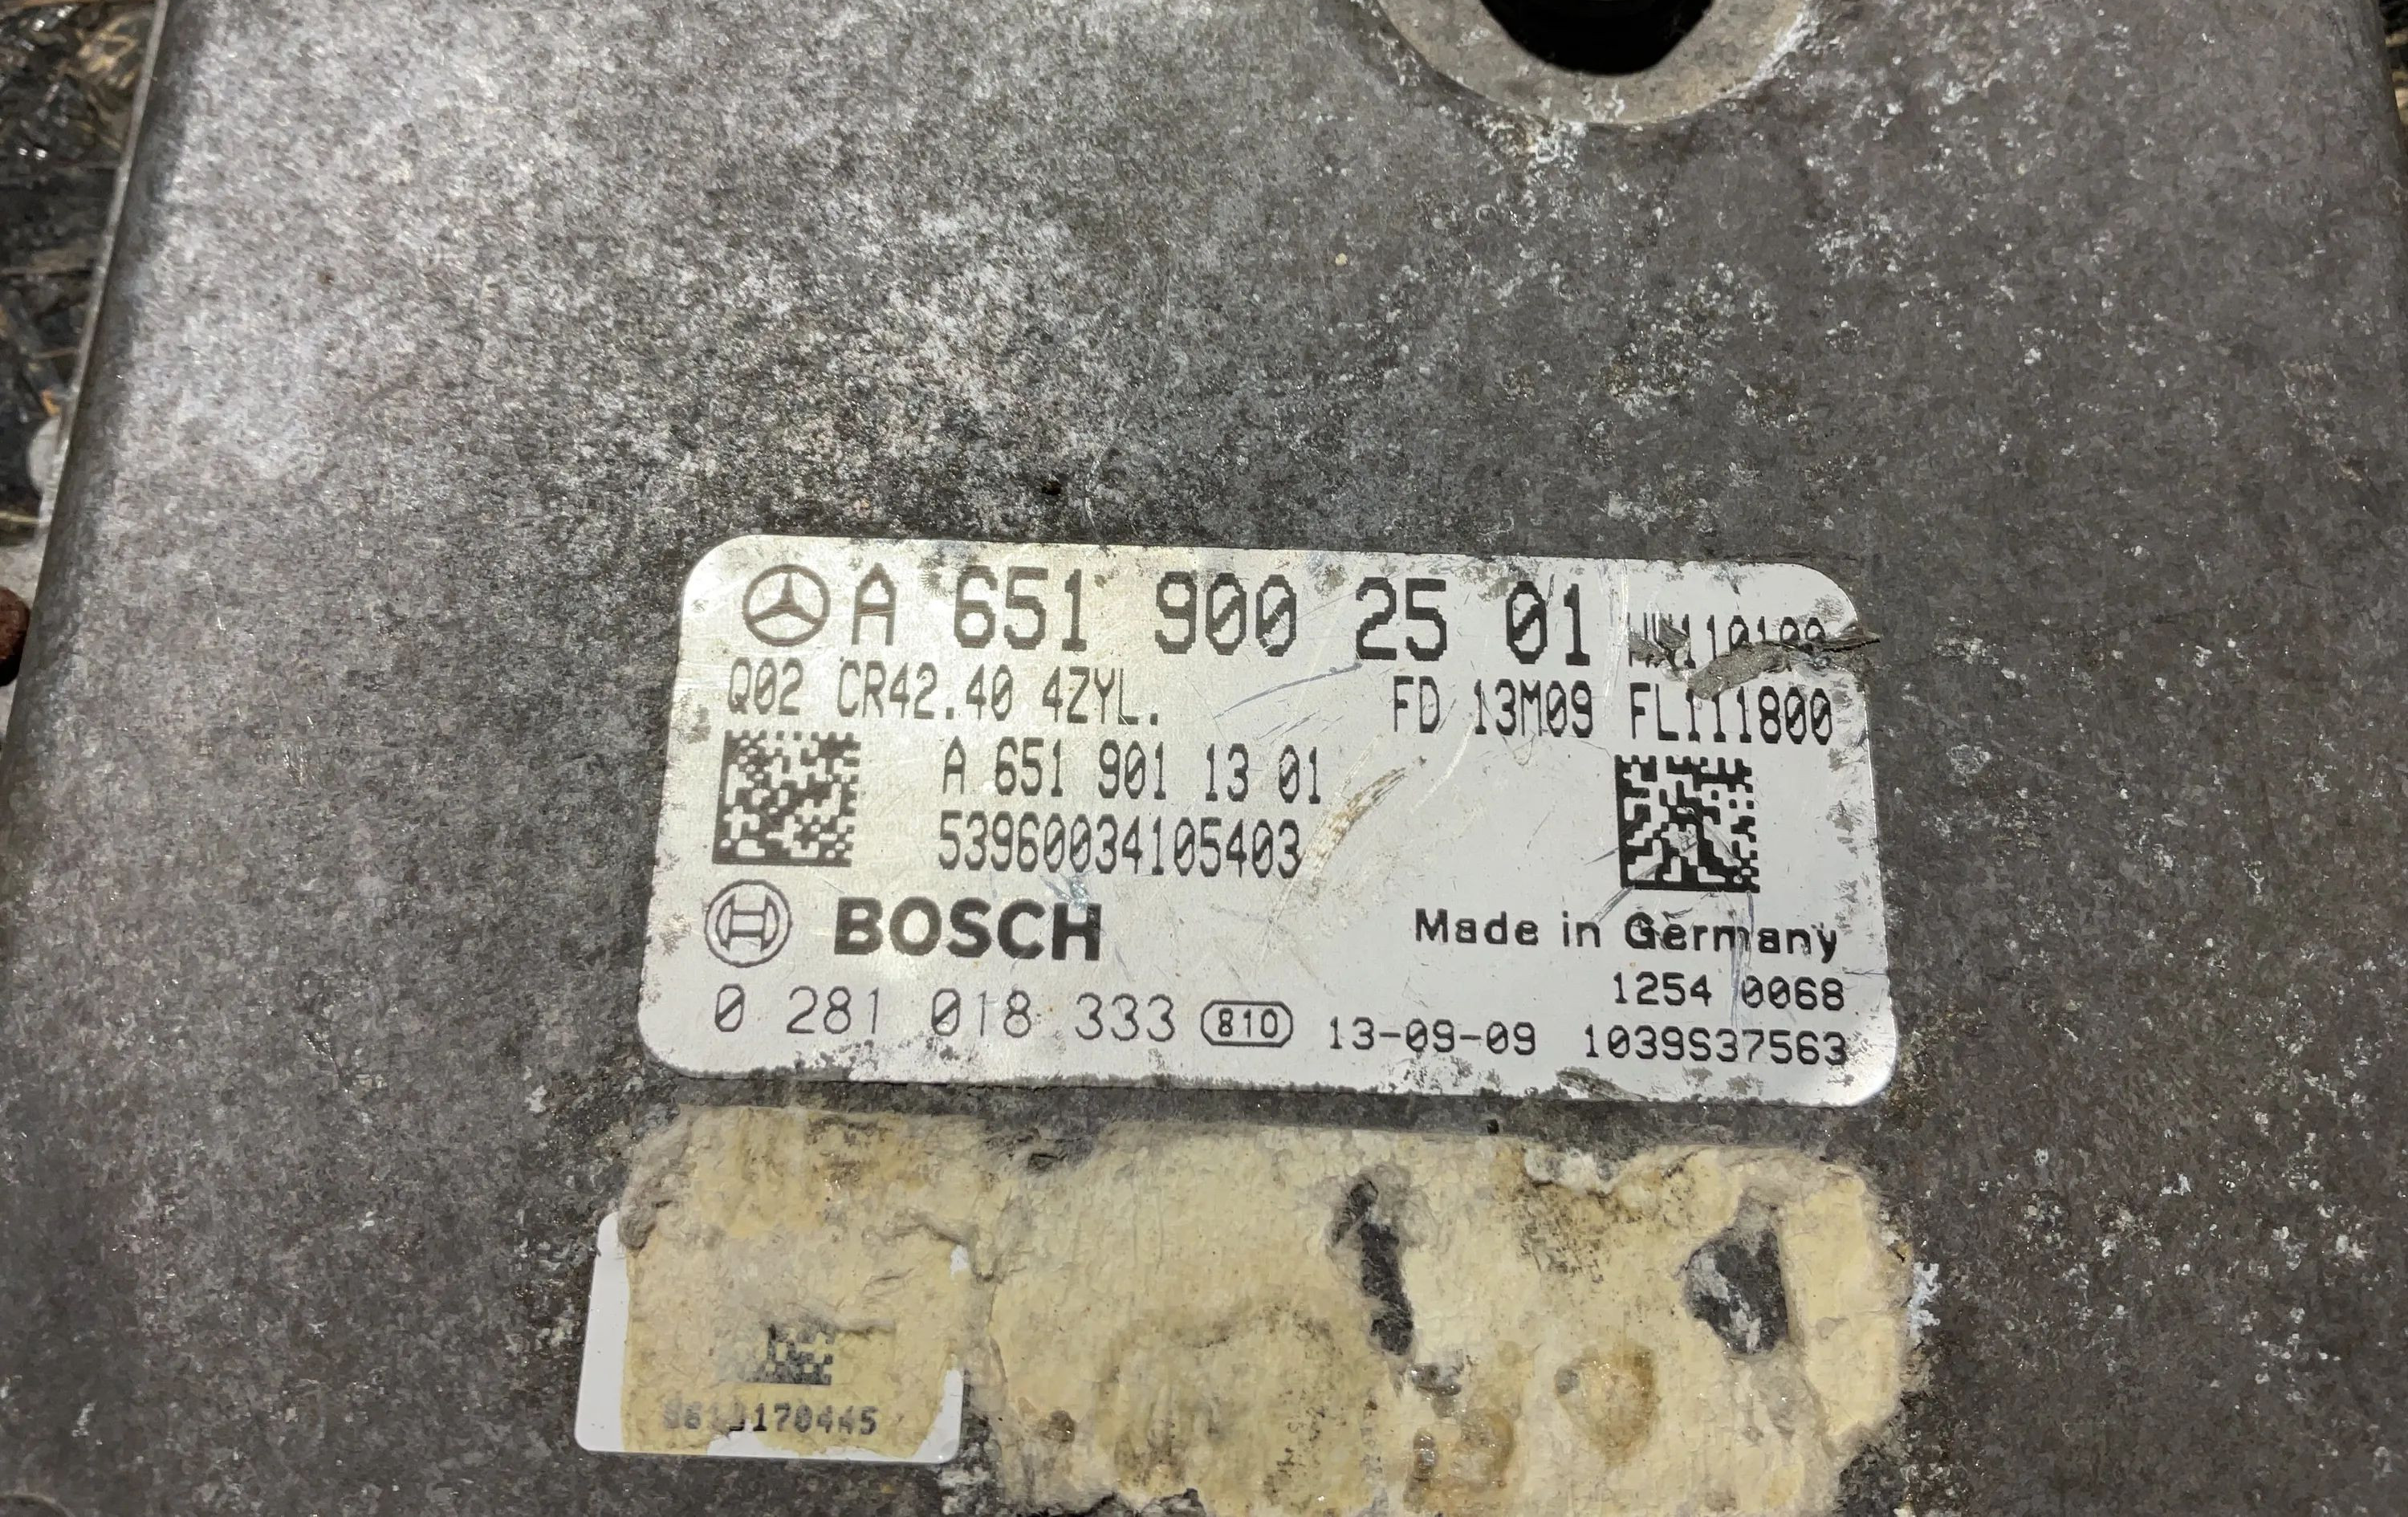 A 651 900 25 01
Q02 CR42.40 4ZYL. FD 13M09 FL111800
A 651 901 13 01
53960034105403
BOSCH Made in Germany
1254 0068
0 281 018 333 810 13-09-09 1039S37563